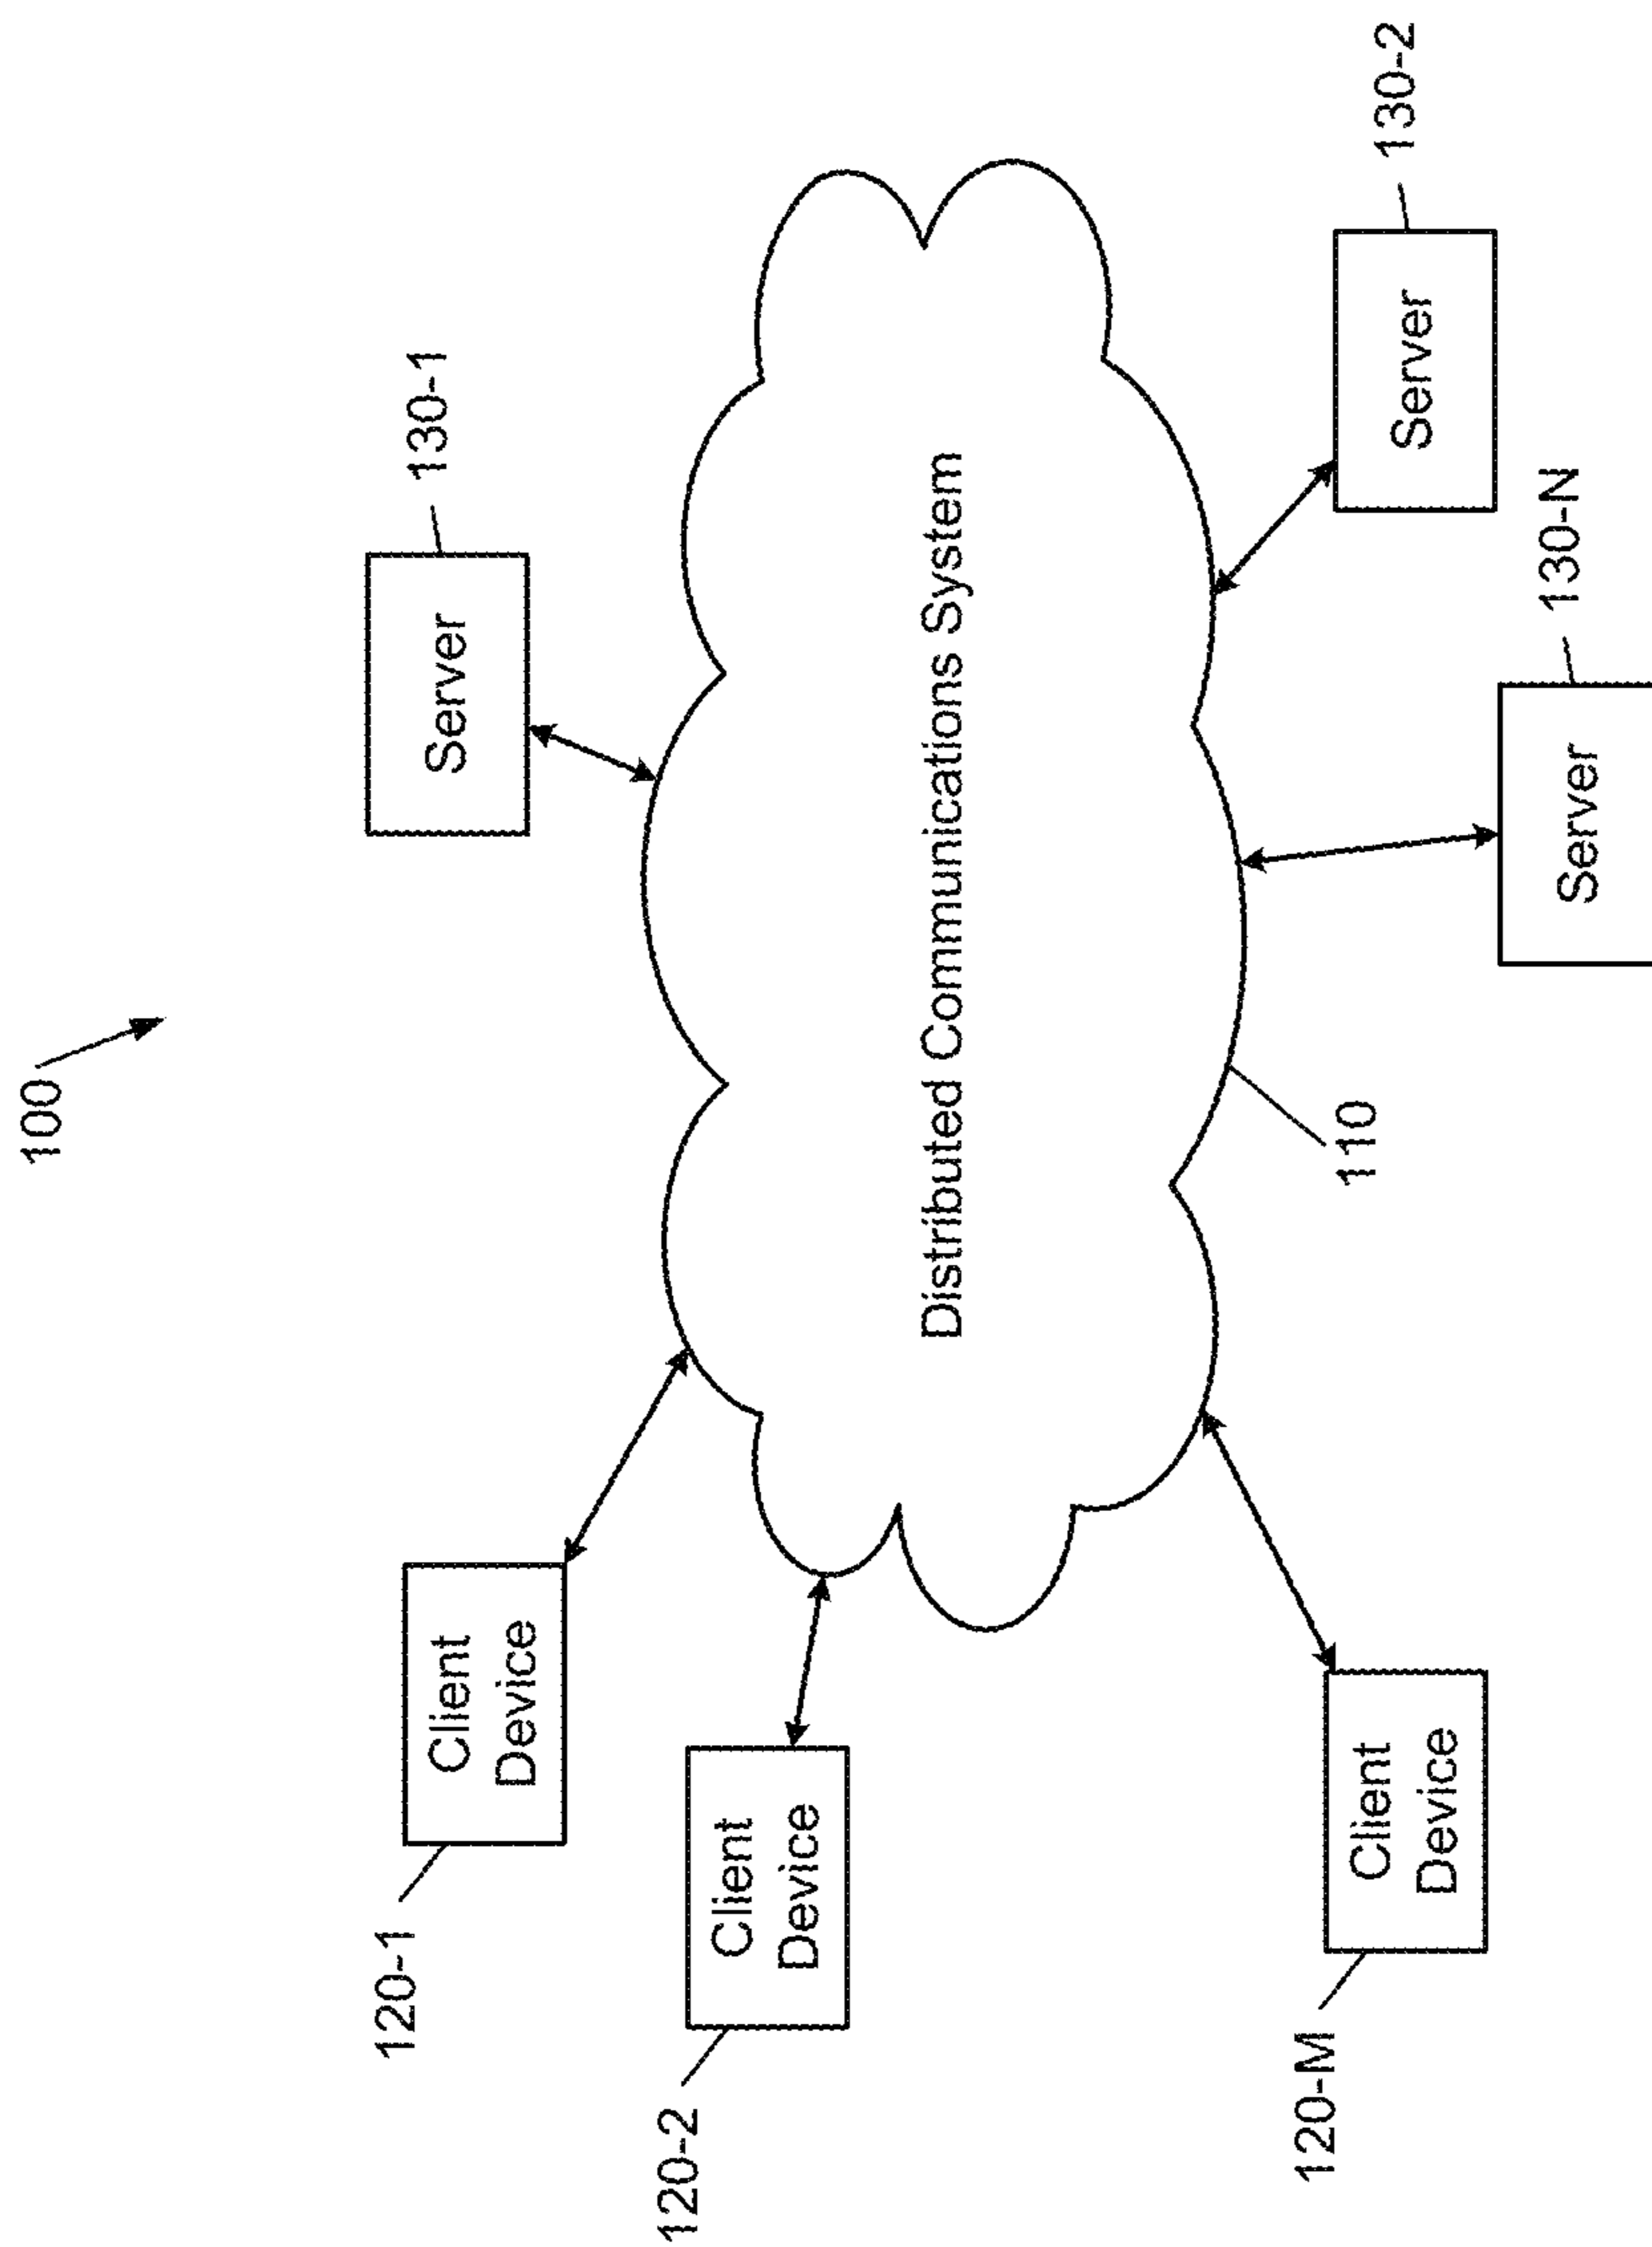 100
130-1
Server
120-1
Client
Device
120-2
Client
Device
Distributed Communications System
130-2
Server
110
130-N
Server
120-M
Client
Device